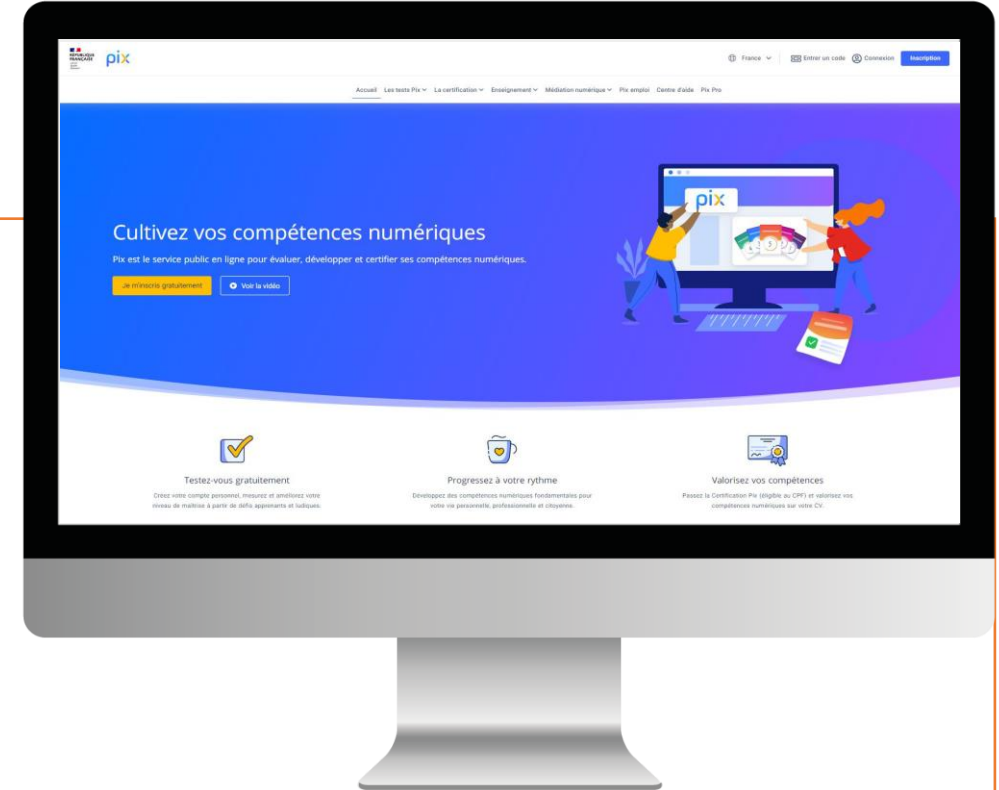 RÉPUBLIQUE
FRANÇAISE
pix
France
Entrer un code
Connexion
Inscription
Accueil Les tests Pix La certification Enseignement Médiation numérique Pix emploi Centre d'aide Pix Pro
pix
Cultivez vos compétences numériques
Pix est le service public en ligne pour évaluer, développer et certifier ses compétences numériques.
Je m'inscris gratuitement
Voir la vidéo
Testez-vous gratuitement
Créez votre compte personnel, mesurez et améliorez votre
niveau de maîtrise à partir de défis apprenants et ludiques.
Progressez à votre rythme
Développez des compétences numériques fondamentales pour
votre vie personnelle, professionnelle et citoyenne.
Valorisez vos compétences
Passez la Certification Pix (éligible au CPF) et valorisez vos
compétences numériques sur votre CV.